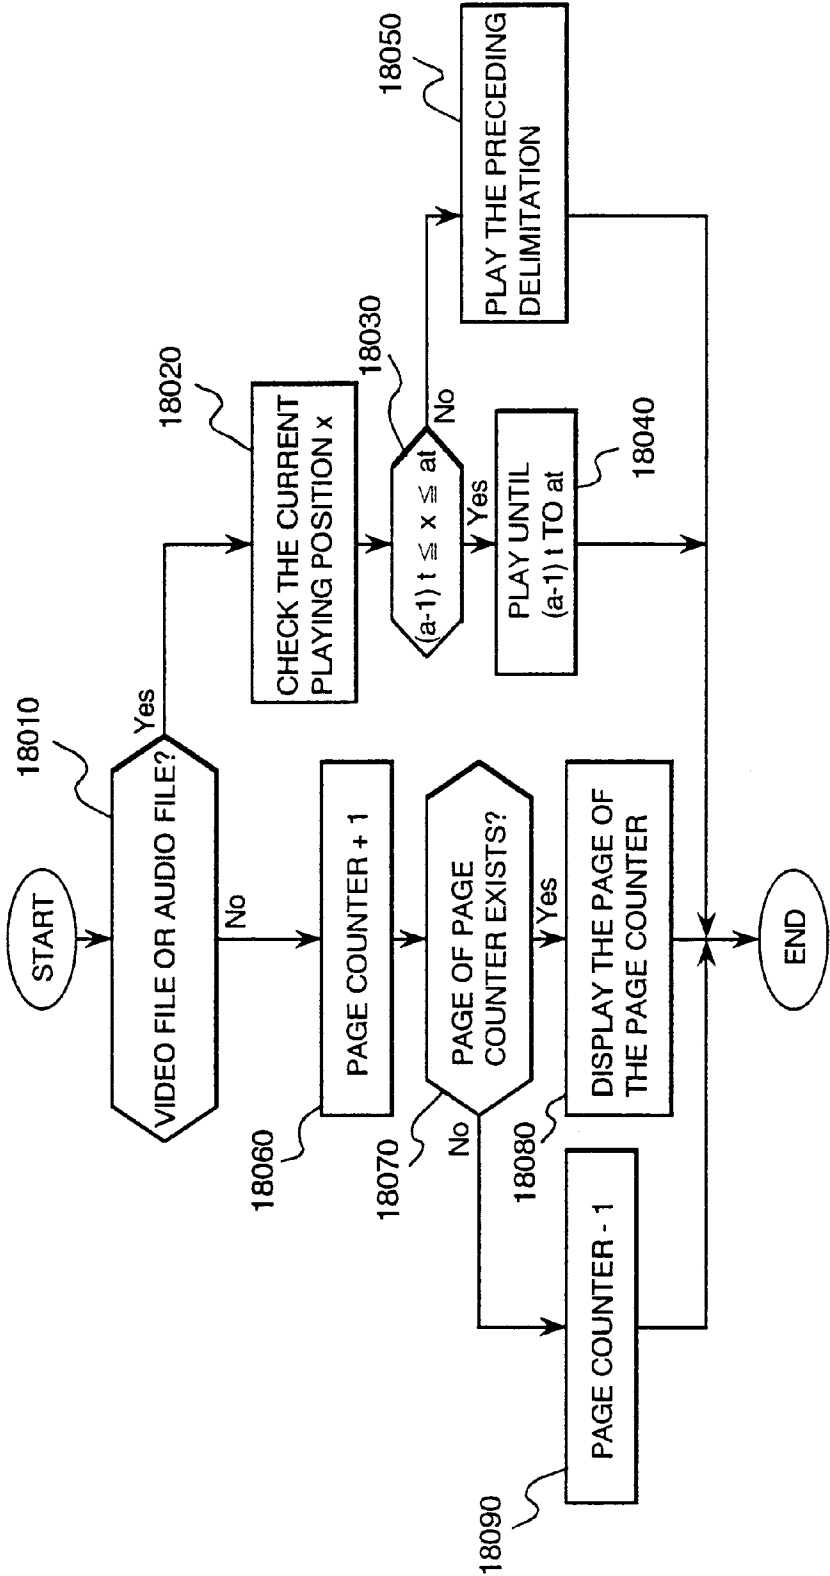 START
18010
VIDEO FILE OR AUDIO FILE?
Yes
No
18020
CHECK THE CURRENT
PLAYING POSITION x
18030
(a-1) t ≦ x ≦ at
No
Yes
18050
PLAY THE PRECEDING
DELIMITATION
18040
PLAY UNTIL
(a-1) t TO at
18060
PAGE COUNTER + 1
18070
PAGE OF PAGE
COUNTER EXISTS?
No
Yes
18080
DISPLAY THE PAGE OF
THE PAGE COUNTER
18090
PAGE COUNTER - 1
END